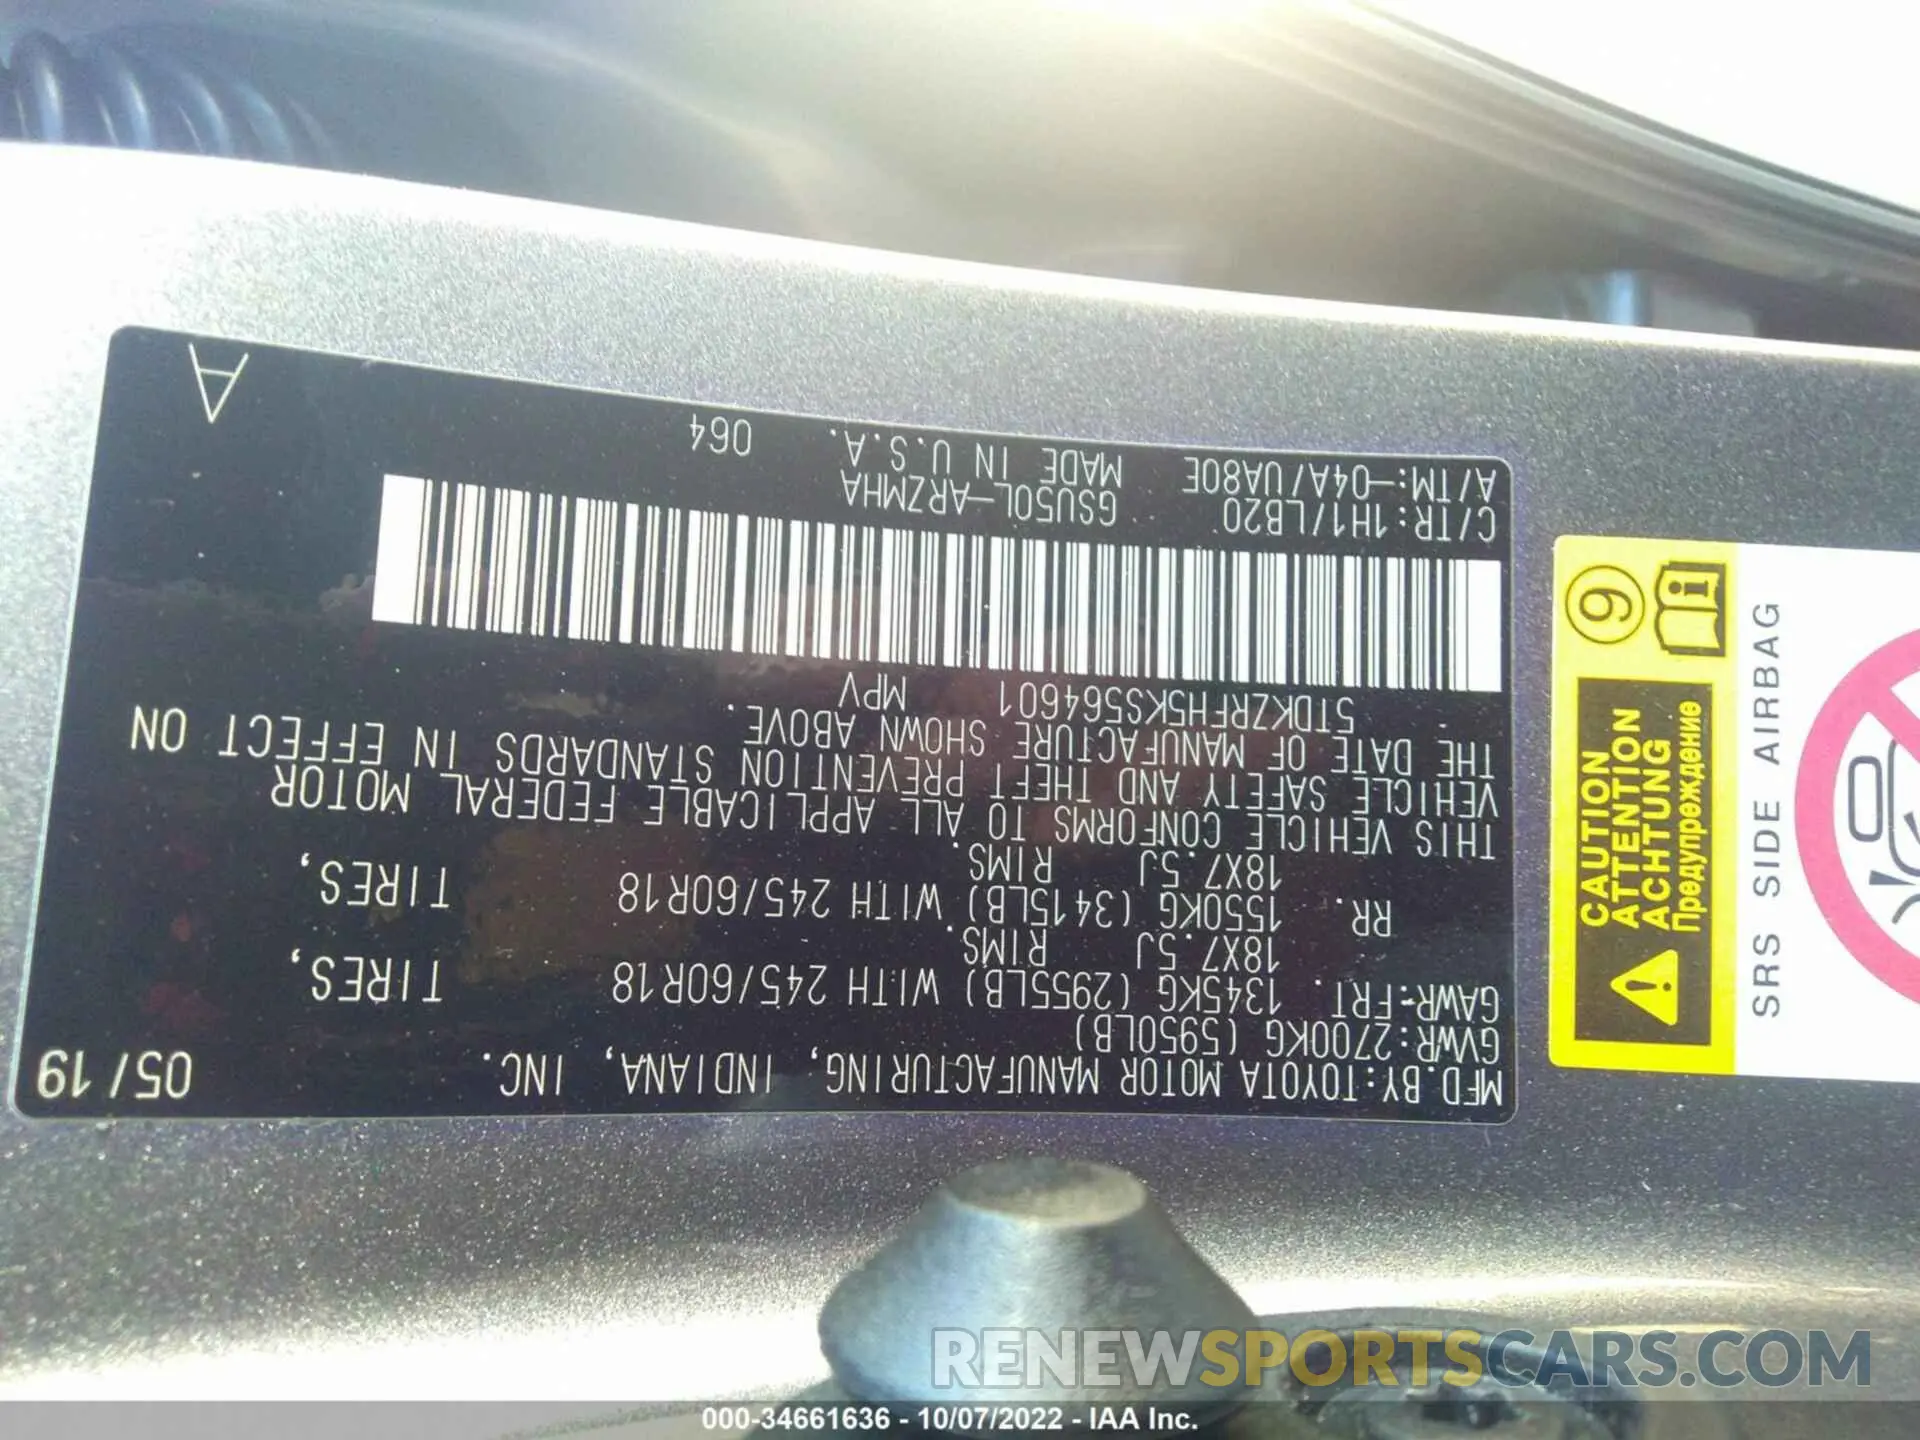 MFD.BY:TOYOTA MOTOR MANUFACTURING, INDIANA, INC. 05/19
GVWR:2700KG(5950LB)
GAWR:FRT. 1345KG(2955LB) WITH 245/60R18 TIRES,
18X7.5J RIMS.
RR. 1550KG(3415LB) WITH 245/60R18 TIRES,
18X7.5J RIMS.
THIS VEHICLE CONFORMS TO ALL APPLICABLE FEDERAL MOTOR
VEHICLE SAFETY AND THEFT PREVENTION STANDARDS IN EFFECT ON
THE DATE OF MANUFACTURE SHOWN ABOVE.
5TDKZRFH5KS564601 MPV
C/TR:1H1/LB20 GSU50L-ARZMHA
A/TM:-04A/UA80E MADE IN U.S.A. 064
A
CAUTION
ATTENTION
ACHTUNG
Предупреждение
9
i
SRS SIDE AIRBAG
RENEWSPORTSCARS.COM
000-34661636 - 10/07/2022 - IAA Inc.